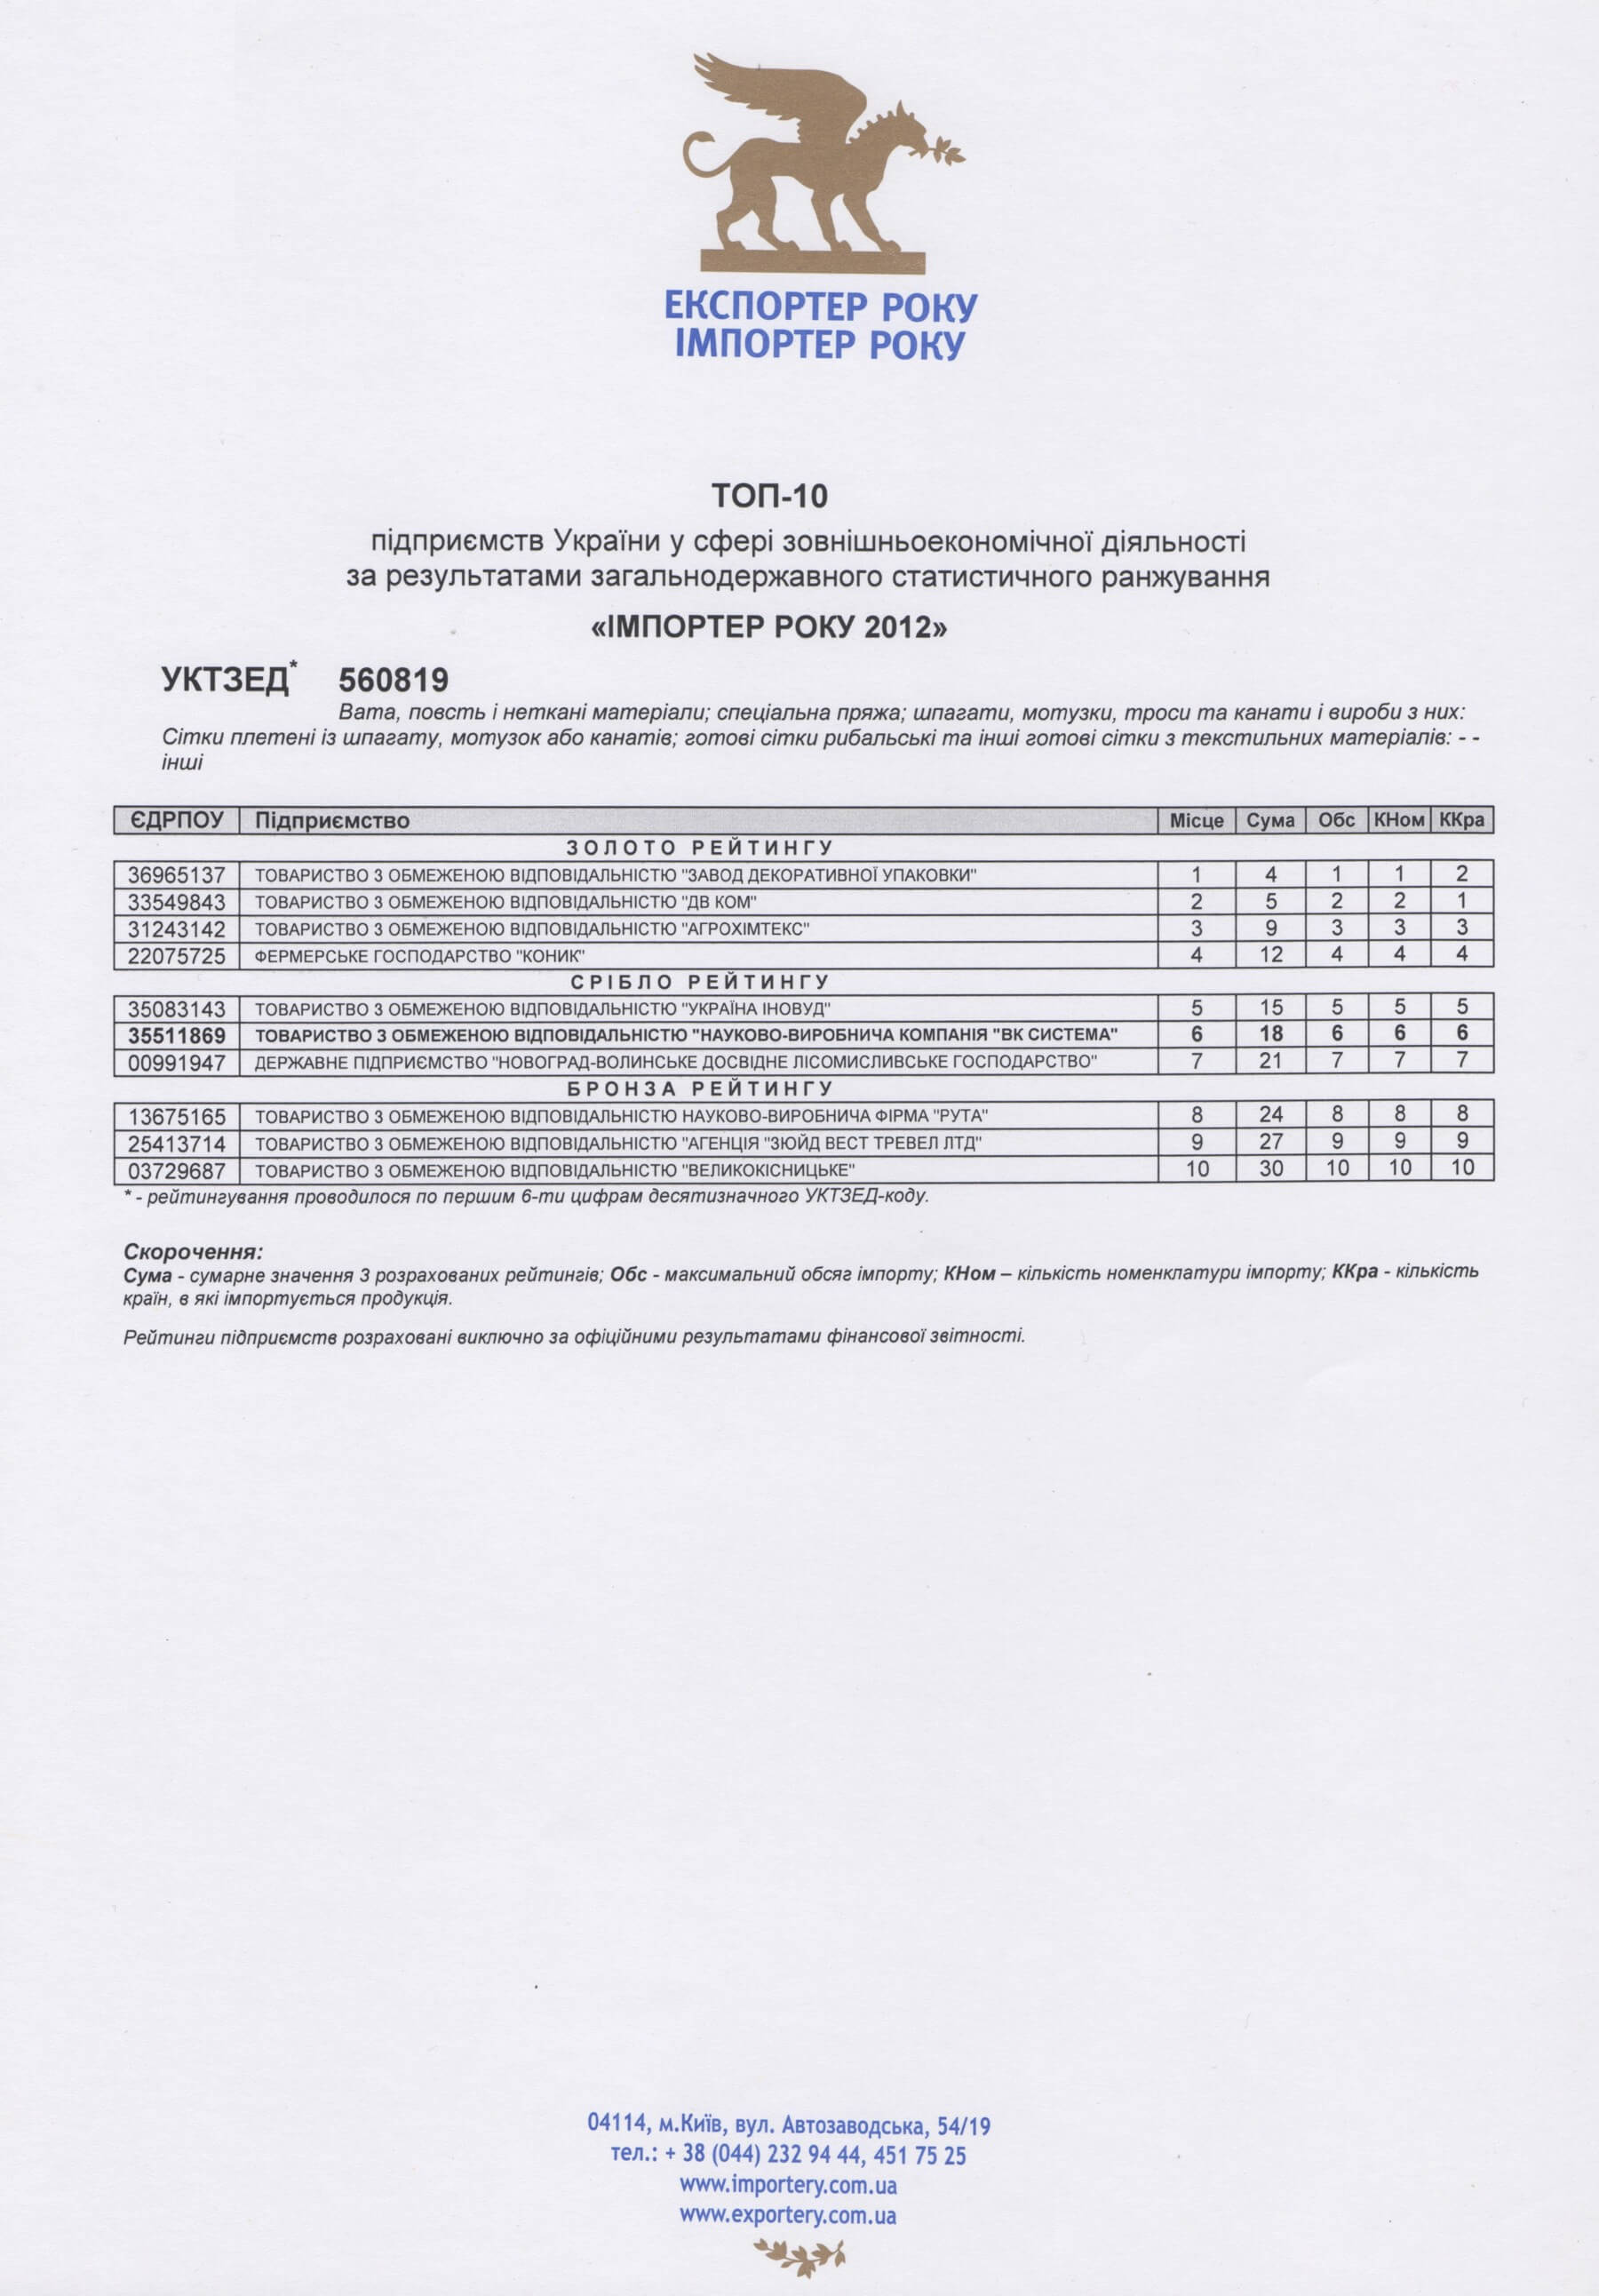 ЕКСПОРТЕР РОКУ
ІМПОРТЕР РОКУ
ТОП-10
підприємств України у сфері зовнішньоекономічної діяльності
за результатами загальнодержавного статистичного ранжування
«ІМПОРТЕР РОКУ 2012»
УКТЗЕД* 560819
Вата, повсть і неткані матеріали; спеціальна пряжа; шпагати, мотузки, троси та канати і вироби з них:
Сітки плетені із шпагату, мотузок або канатів; готові сітки рибальські та інші готові сітки з текстильних матеріалів: - -
інші
ЄДРПОУ Підприємство Місце Сума Обс КНом ККра
ЗОЛОТО РЕЙТИНГУ
36965137 ТОВАРИСТВО З ОБМЕЖЕНОЮ ВІДПОВІДАЛЬНІСТЮ "ЗАВОД ДЕКОРАТИВНОЇ УПАКОВКИ" 1 4 1 1 2
33549843 ТОВАРИСТВО З ОБМЕЖЕНОЮ ВІДПОВІДАЛЬНІСТЮ "ДВ КОМ" 2 5 2 2 1
31243142 ТОВАРИСТВО З ОБМЕЖЕНОЮ ВІДПОВІДАЛЬНІСТЮ "АГРОХІМТЕКС" 3 9 3 3 3
22075725 ФЕРМЕРСЬКЕ ГОСПОДАРСТВО "КОНИК" 4 12 4 4 4
СРІБЛО РЕЙТИНГУ
35083143 ТОВАРИСТВО З ОБМЕЖЕНОЮ ВІДПОВІДАЛЬНІСТЮ "УКРАЇНА ІНОВУД" 5 15 5 5 5
35511869 ТОВАРИСТВО З ОБМЕЖЕНОЮ ВІДПОВІДАЛЬНІСТЮ "НАУКОВО-ВИРОБНИЧА КОМПАНІЯ "ВК СИСТЕМА" 6 18 6 6 6
00991947 ДЕРЖАВНЕ ПІДПРИЄМСТВО "НОВОГРАД-ВОЛИНСЬКЕ ДОСВІДНЕ ЛІСОМИСЛИВСЬКЕ ГОСПОДАРСТВО" 7 21 7 7 7
БРОНЗА РЕЙТИНГУ
13675165 ТОВАРИСТВО З ОБМЕЖЕНОЮ ВІДПОВІДАЛЬНІСТЮ НАУКОВО-ВИРОБНИЧА ФІРМА "РУТА" 8 24 8 8 8
25413714 ТОВАРИСТВО З ОБМЕЖЕНОЮ ВІДПОВІДАЛЬНІСТЮ "АГЕНЦІЯ "ЗЮЙД ВЕСТ ТРЕВЕЛ ЛТД" 9 27 9 9 9
03729687 ТОВАРИСТВО З ОБМЕЖЕНОЮ ВІДПОВІДАЛЬНІСТЮ "ВЕЛИКОКІСНИЦЬКЕ" 10 30 10 10 10
* - рейтингування проводилося по першим 6-ти цифрам десятизначного УКТЗЕД-коду.
Скорочення:
Сума - сумарне значення 3 розрахованих рейтингів; Обс - максимальний обсяг імпорту; КНом – кількість номенклатури імпорту; ККра - кількість
країн, в які імпортується продукція.
Рейтинги підприємств розраховані виключно за офіційними результатами фінансової звітності.
04114, м.Київ, вул. Автозаводська, 54/19
тел.: + 38 (044) 232 94 44, 451 75 25
www.importery.com.ua
www.exportery.com.ua